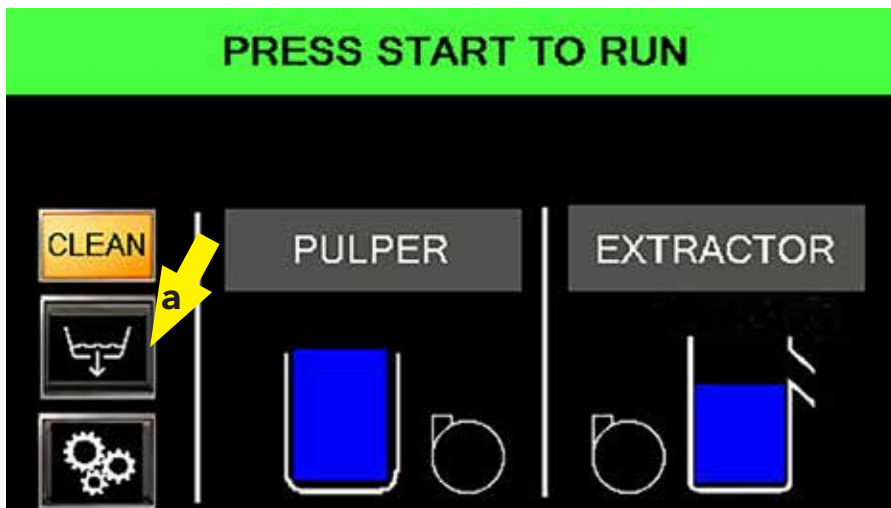 PRESS START TO RUN
CLEAN
PULPER
EXTRACTOR
a